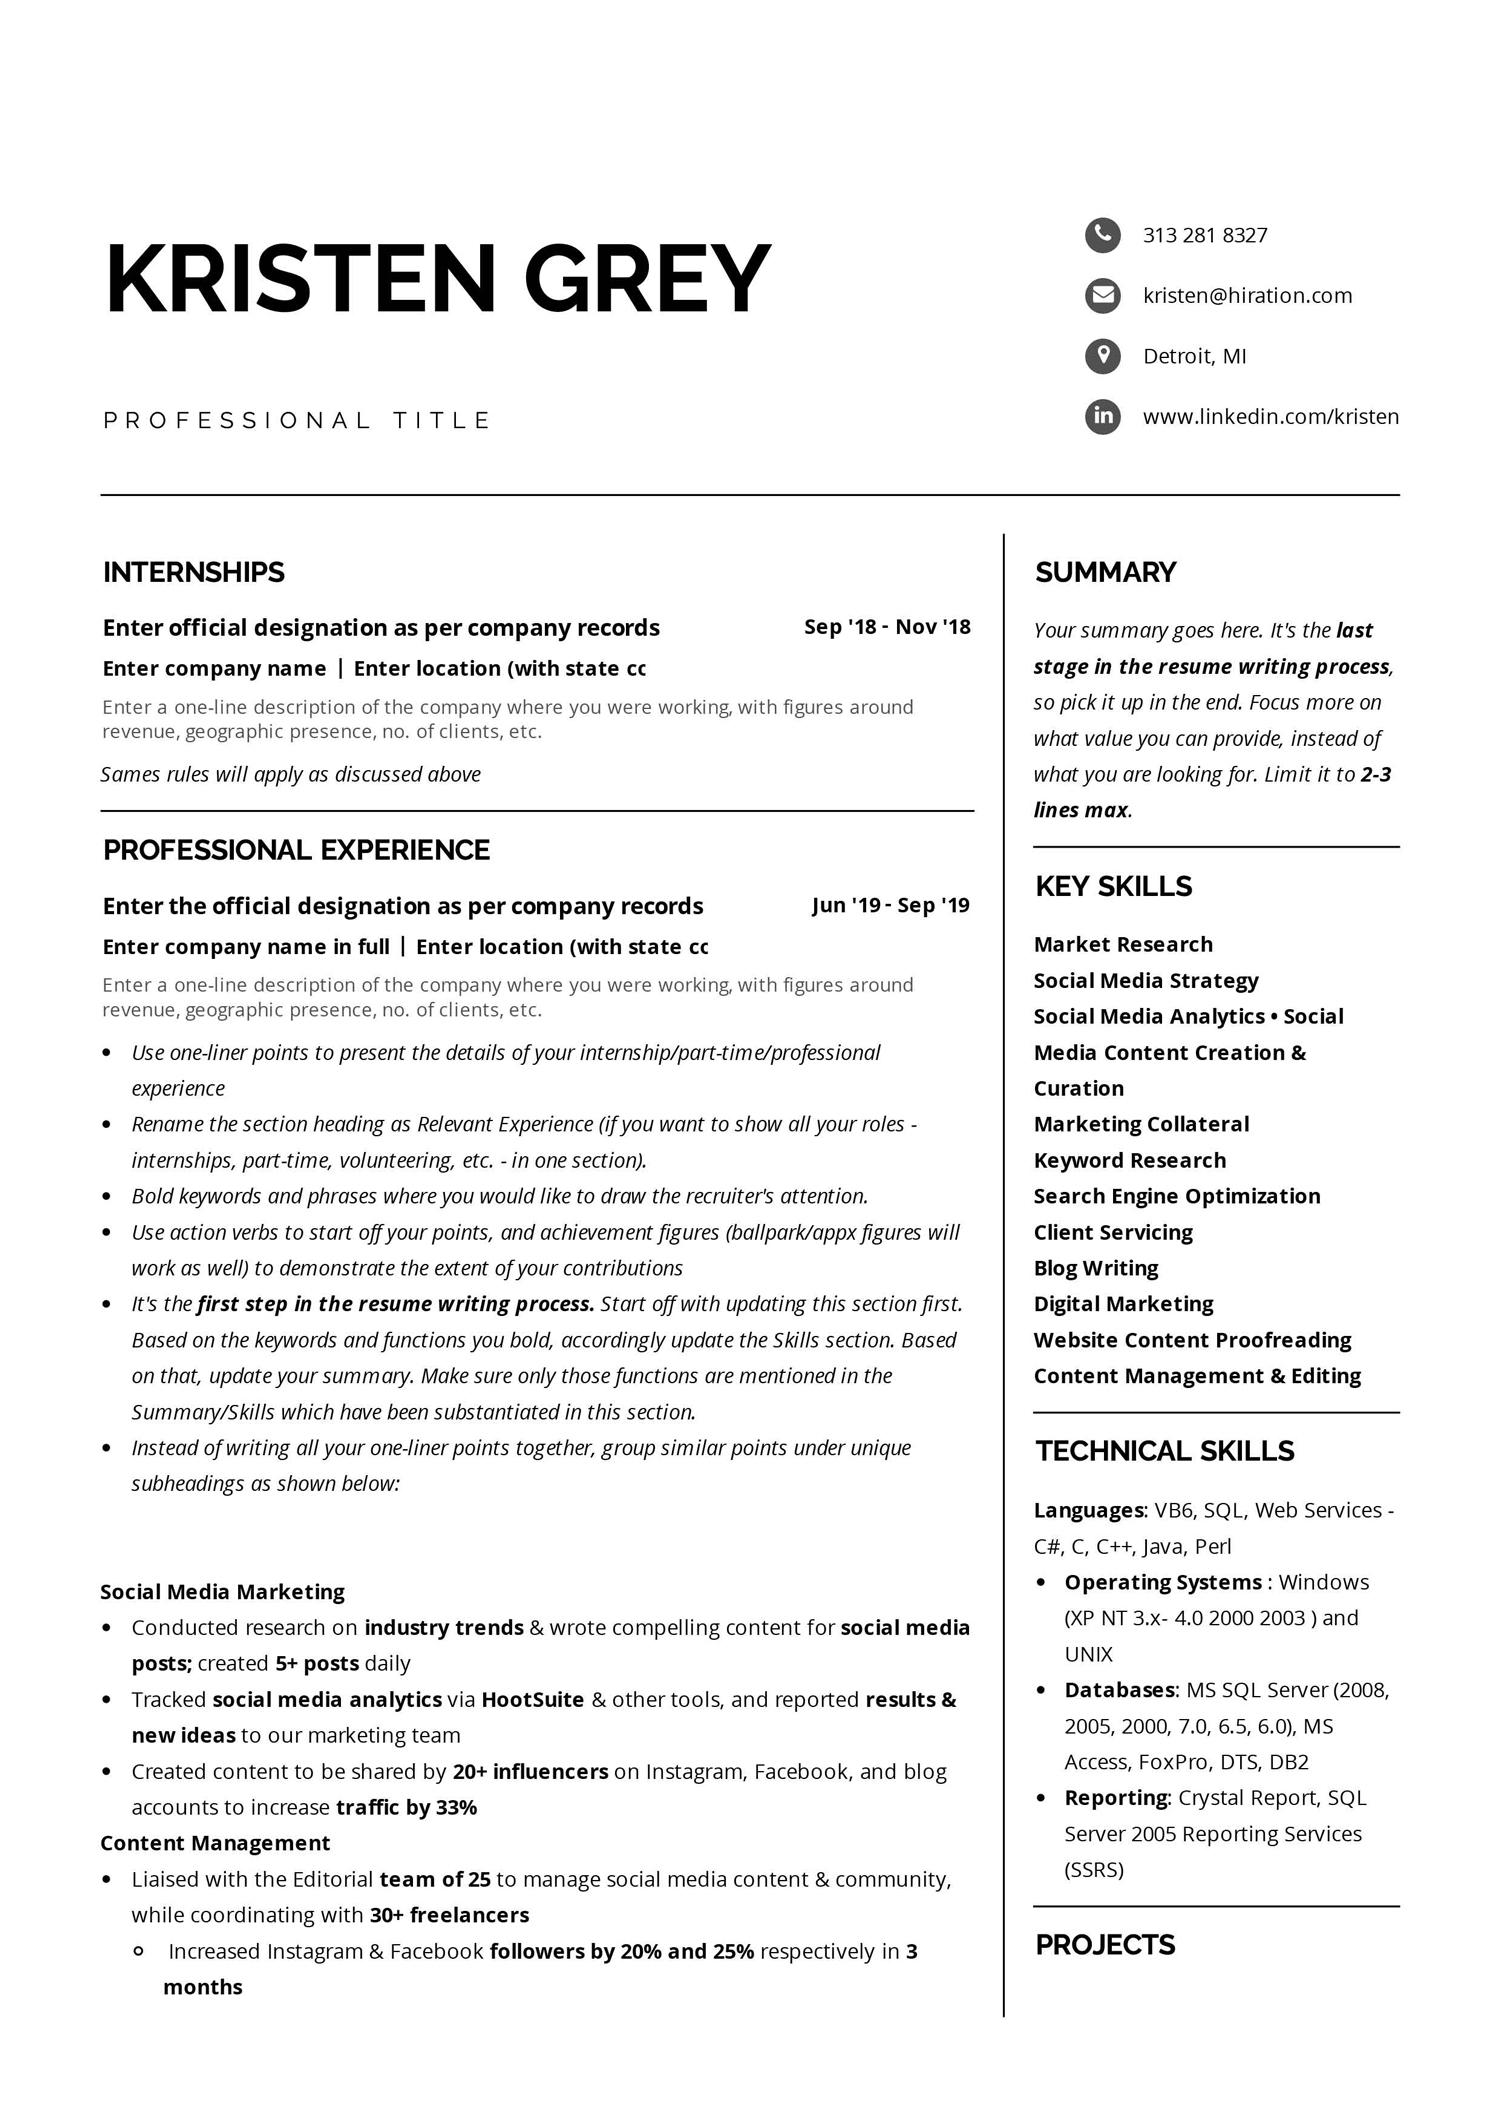 KRISTEN GREY
PROFESSIONAL TITLE
313 281 8327
kristen@hiration.com
Detroit, MI
www.linkedin.com/kristen
INTERNSHIPS
Enter official designation as per company records Sep '18 - Nov '18
Enter company name | Enter location (with state cc
Enter a one-line description of the company where you were working, with figures around
revenue, geographic presence, no. of clients, etc.
Sames rules will apply as discussed above
PROFESSIONAL EXPERIENCE
Enter the official designation as per company records Jun '19 - Sep '19
Enter company name in full | Enter location (with state cc
Enter a one-line description of the company where you were working, with figures around
revenue, geographic presence, no. of clients, etc.
• Use one-liner points to present the details of your internship/part-time/professional
experience
• Rename the section heading as Relevant Experience (if you want to show all your roles -
internships, part-time, volunteering, etc. - in one section).
• Bold keywords and phrases where you would like to draw the recruiter's attention.
• Use action verbs to start off your points, and achievement figures (ballpark/appx figures will
work as well) to demonstrate the extent of your contributions
• It's the first step in the resume writing process. Start off with updating this section first.
Based on the keywords and functions you bold, accordingly update the Skills section. Based
on that, update your summary. Make sure only those functions are mentioned in the
Summary/Skills which have been substantiated in this section.
• Instead of writing all your one-liner points together, group similar points under unique
subheadings as shown below:
Social Media Marketing
• Conducted research on industry trends & wrote compelling content for social media
posts; created 5+ posts daily
• Tracked social media analytics via HootSuite & other tools, and reported results &
new ideas to our marketing team
• Created content to be shared by 20+ influencers on Instagram, Facebook, and blog
accounts to increase traffic by 33%
Content Management
• Liaised with the Editorial team of 25 to manage social media content & community,
while coordinating with 30+ freelancers
◦ Increased Instagram & Facebook followers by 20% and 25% respectively in 3
months
SUMMARY
Your summary goes here. It's the last
stage in the resume writing process,
so pick it up in the end. Focus more on
what value you can provide, instead of
what you are looking for. Limit it to 2-3
lines max.
KEY SKILLS
Market Research
Social Media Strategy
Social Media Analytics • Social
Media Content Creation &
Curation
Marketing Collateral
Keyword Research
Search Engine Optimization
Client Servicing
Blog Writing
Digital Marketing
Website Content Proofreading
Content Management & Editing
TECHNICAL SKILLS
Languages: VB6, SQL, Web Services -
C#, C, C++, Java, Perl
• Operating Systems : Windows
(XP NT 3.x- 4.0 2000 2003 ) and
UNIX
• Databases: MS SQL Server (2008,
2005, 2000, 7.0, 6.5, 6.0), MS
Access, FoxPro, DTS, DB2
• Reporting: Crystal Report, SQL
Server 2005 Reporting Services
(SSRS)
PROJECTS